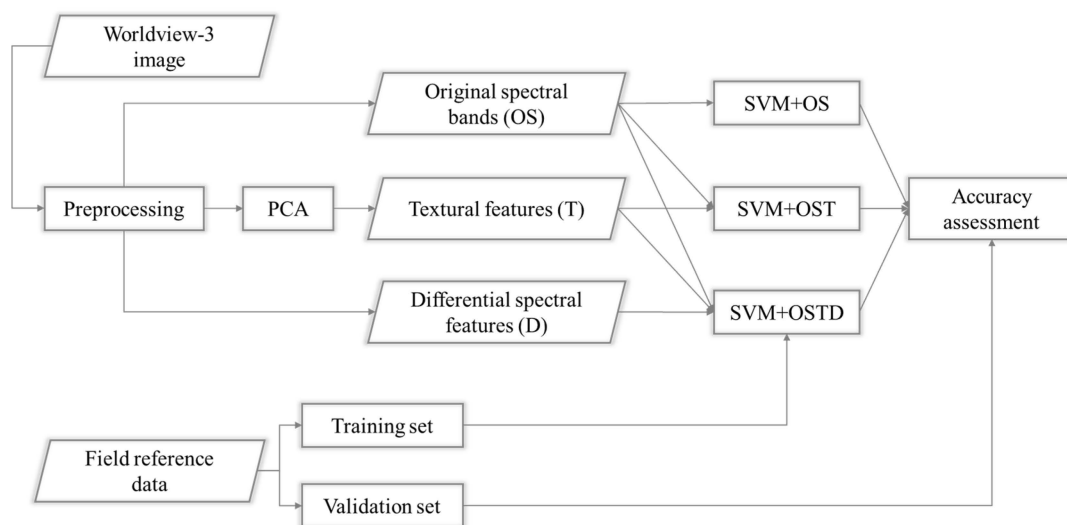 Worldview-3
image
Original spectral
bands (OS)
SVM+OS
Preprocessing
PCA
Textural features (T)
SVM+OST
Accuracy
assessment
Differential spectral
features (D)
SVM+OSTD
Training set
Field reference
data
Validation set